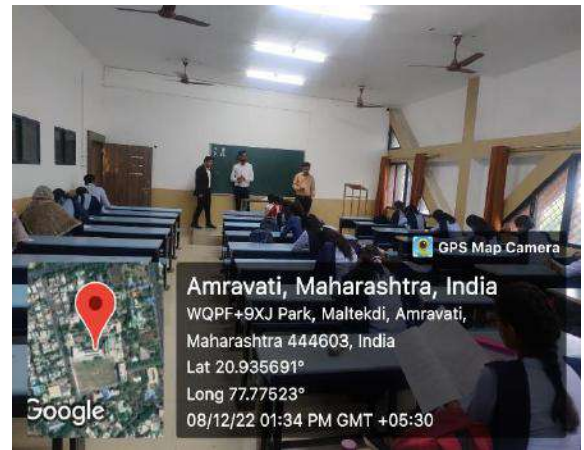 GPS Map Camera
Amravati, Maharashtra, India
WQPF+9XJ Park, Maltekdi, Amravati,
Maharashtra 444603, India
Lat 20.935691°
Long 77.77523°
08/12/22 01:34 PM GMT +05:30
Google